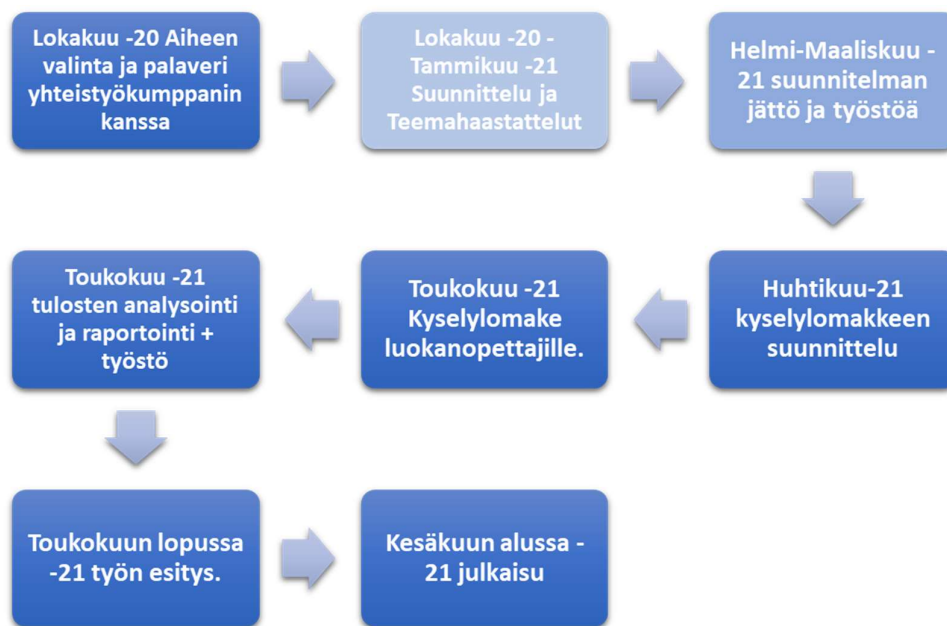 Lokakuu -20 Aiheen
valinta ja palaveri
yhteistyökumppanin
kanssa
Lokakuu -20 -
Tammikuu -21
Suunnittelu ja
Teemahaastattelut
Helmi-Maaliskuu -
21 suunnitelman
jättö ja työstöä
Huhtikuu-21
kyselylomakkeen
suunnittelu
Toukokuu -21
Kyselylomake
luokanopettajille.
Toukokuu -21
tulosten analysointi
ja raportointi +
työstö
Toukokuun lopussa
-21 työn esitys.
Kesäkuun alussa -
21 julkaisu